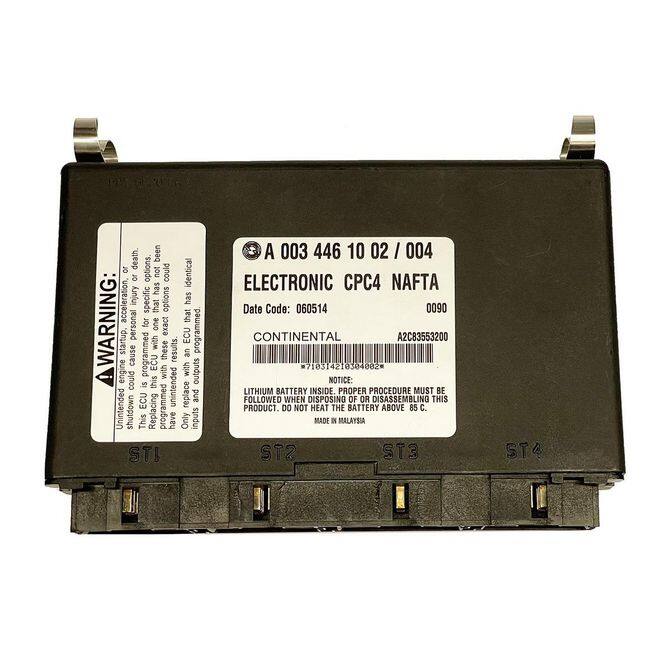 A 003 446 10 02 / 004
ELECTRONIC CPC4 NAFTA
Date Code: 060514 0090
CONTINENTAL A2C83553200
*7103142103040​02*
NOTICE:
LITHIUM BATTERY INSIDE. PROPER PROCEDURE MUST BE
FOLLOWED WHEN DISPOSING OF OR DISASSEMBLING THIS
PRODUCT. DO NOT HEAT THE BATTERY ABOVE 85 C.
MADE IN MALAYSIA
WARNING:
Unintended engine startup, acceleration, or
shutdown could cause personal injury or death.
This ECU is programmed for specific options.
Replacing this ECU with one that has not been
programmed with these exact options could
have unintended results.
Only replace with an ECU that has identical
inputs and outputs programmed.
ST1 ST2 ST3 ST4